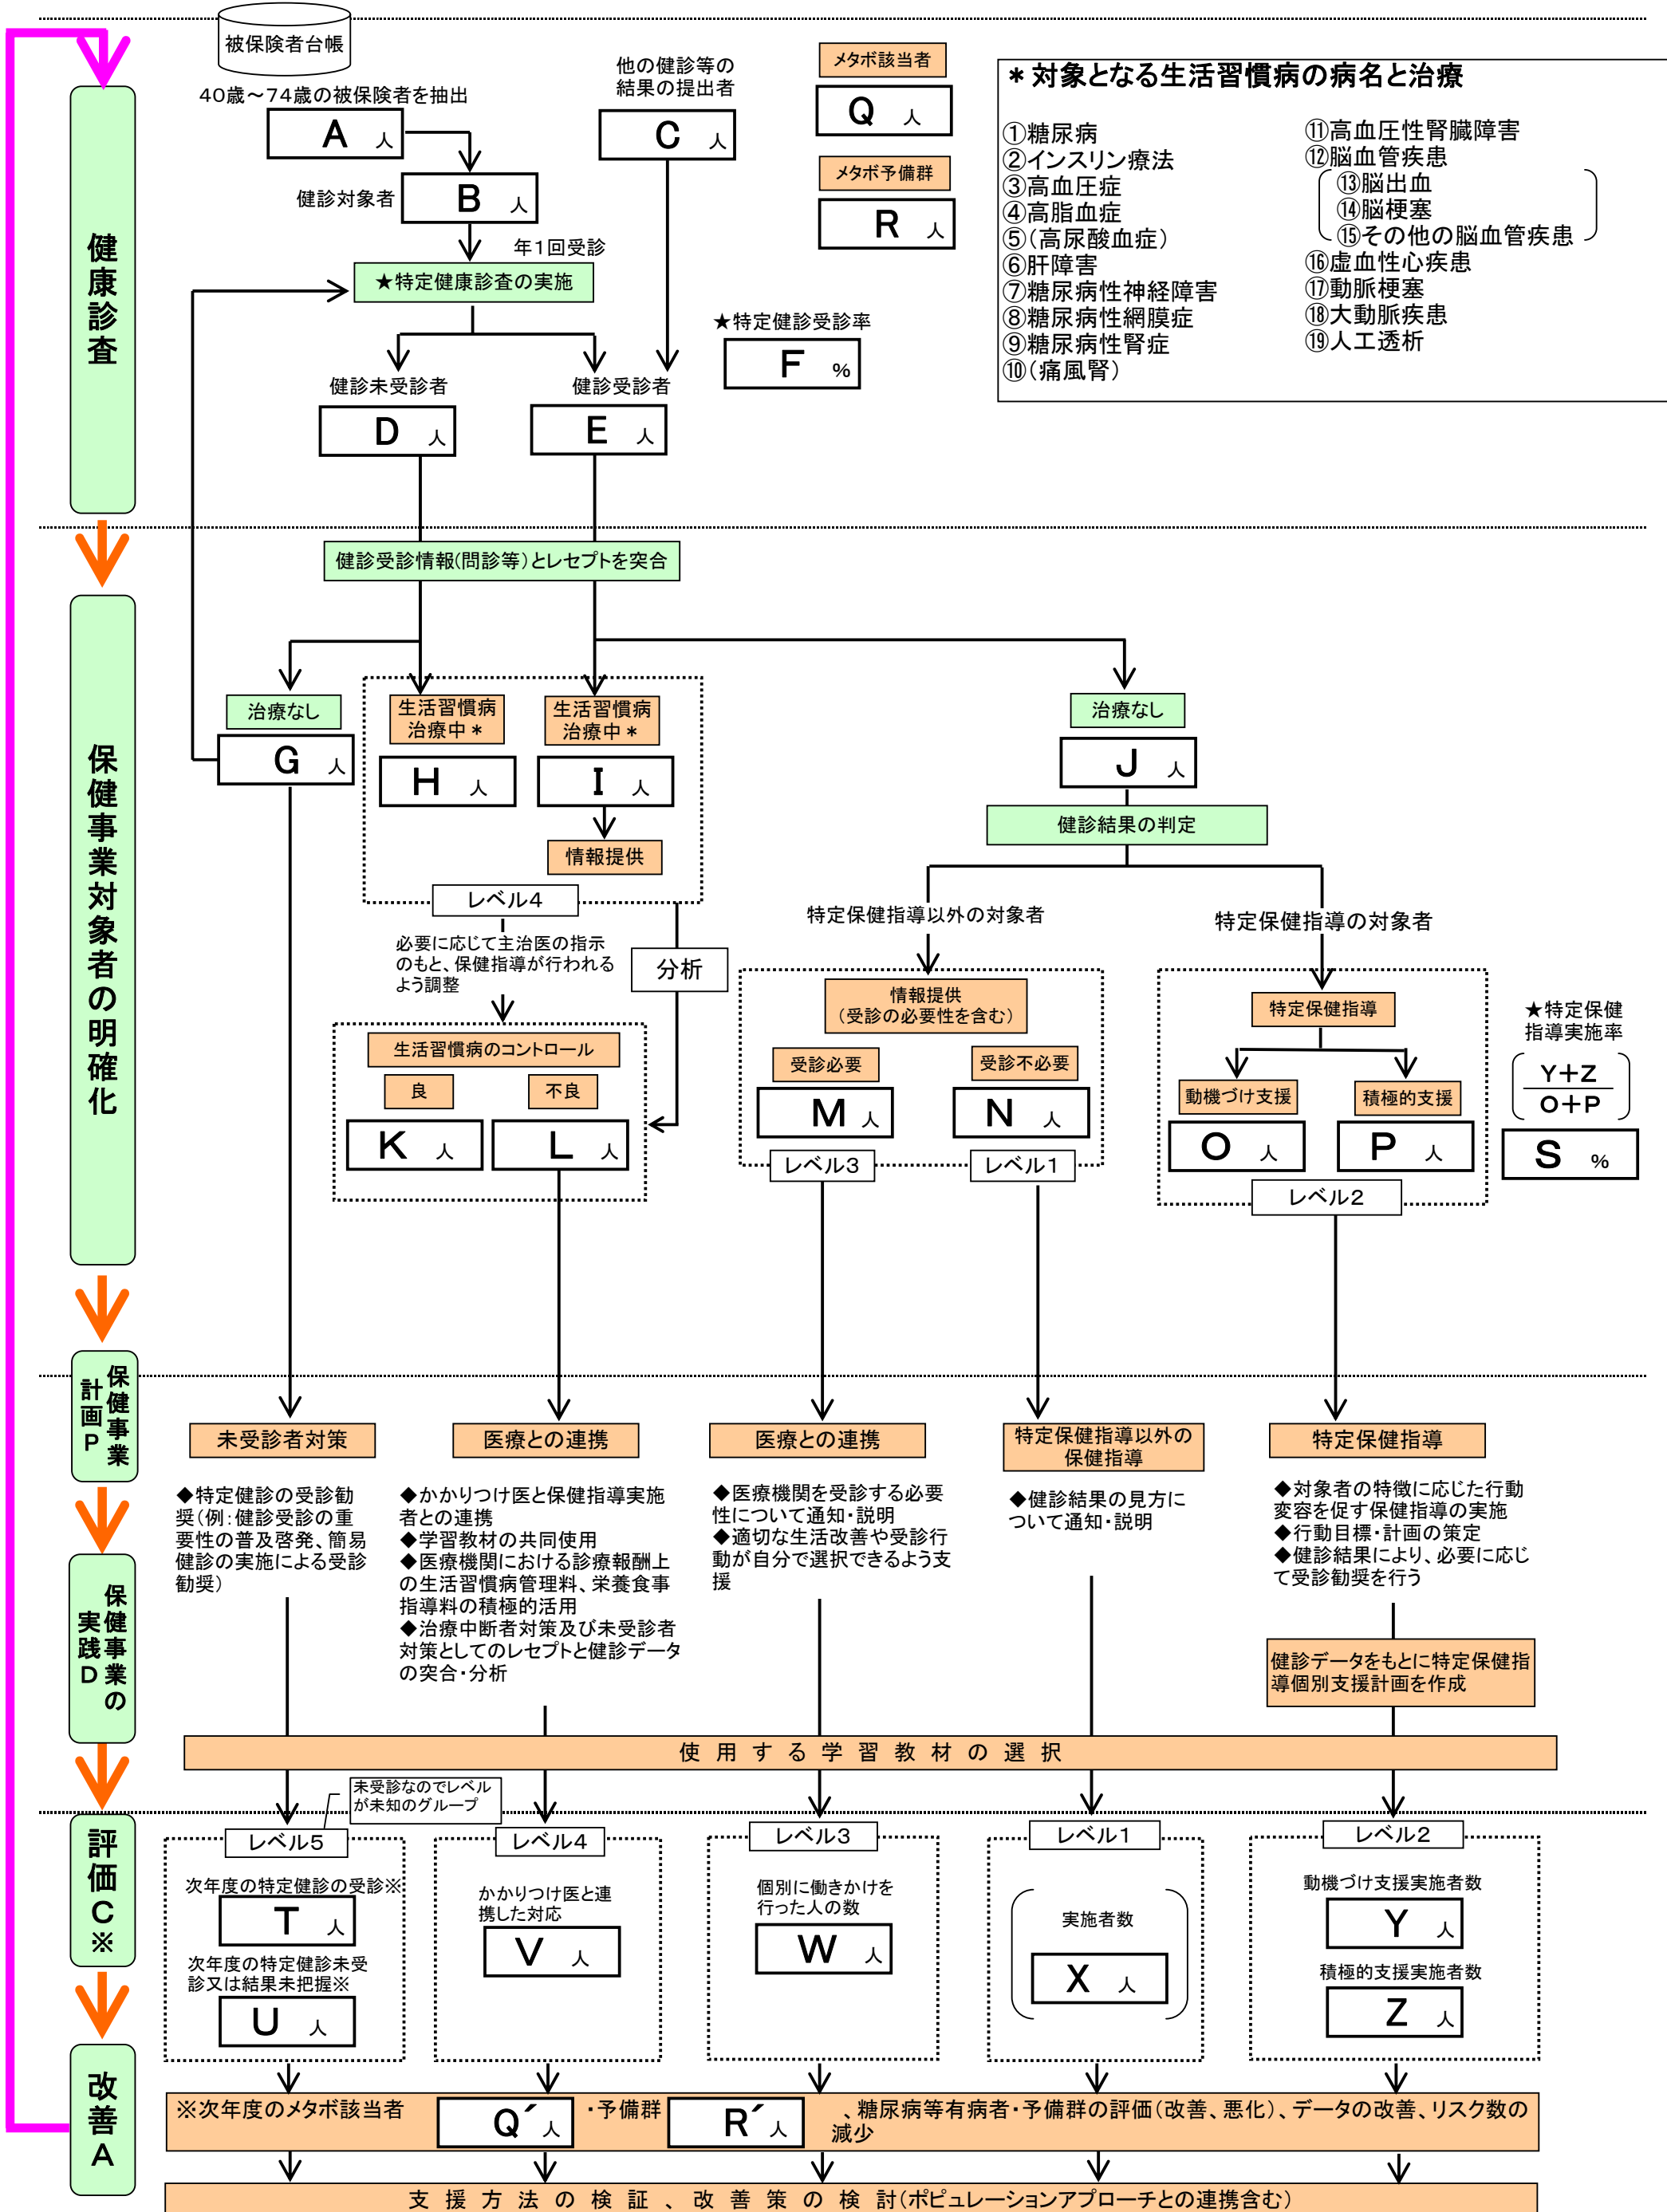 被保険者台帳
40歳～74歳の被保険者を抽出
A 人
健診対象者
B 人
年1回受診
他の健診等の
結果の提出者
C 人
★特定健康診査の実施
メタボ該当者
Q 人
メタボ予備群
R 人
★特定健診受診率
F %
健診未受診者
D 人
健診受診者
E 人
＊対象となる生活習慣病の病名と治療
①糖尿病
②インスリン療法
③高血圧症
④高脂血症
⑤(高尿酸血症)
⑥肝障害
⑦糖尿病性神経障害
⑧糖尿病性網膜症
⑨糖尿病性腎症
⑩(痛風腎)
⑪高血圧性腎臓障害
⑫脳血管疾患
⑬脳出血
⑭脳梗塞
⑮その他の脳血管疾患
⑯虚血性心疾患
⑰動脈梗塞
⑱大動脈疾患
⑲人工透析
健康診査
健診受診情報(問診等)とレセプトを突合
保健事業対象者の明確化
治療なし
G 人
生活習慣病
治療中＊
H 人
生活習慣病
治療中＊
I 人
情報提供
レベル4
必要に応じて主治医の指示
のもと、保健指導が行われる
よう調整
分析
生活習慣病のコントロール
良
K 人
不良
L 人
治療なし
J 人
健診結果の判定
特定保健指導以外の対象者
特定保健指導の対象者
情報提供
(受診の必要性を含む)
受診必要
M 人
レベル3
受診不必要
N 人
レベル1
特定保健指導
動機づけ支援
O 人
積極的支援
P 人
レベル2
★特定保健
指導実施率
Y＋Z
O＋P
S %
保健事業
計画P
未受診者対策
医療との連携
医療との連携
特定保健指導以外の
保健指導
特定保健指導
◆特定健診の受診勧
奨(例:健診受診の重
要性の普及啓発、簡易
健診の実施による受診
勧奨)
◆かかりつけ医と保健指導実施
者との連携
◆学習教材の共同使用
◆医療機関における診療報酬上
の生活習慣病管理料、栄養食事
指導料の積極的活用
◆治療中断者対策及び未受診者
対策としてのレセプトと健診データ
の突合・分析
◆医療機関を受診する必要
性について通知・説明
◆適切な生活改善や受診行
動が自分で選択できるよう支
援
◆健診結果の見方に
ついて通知・説明
◆対象者の特徴に応じた行動
変容を促す保健指導の実施
◆行動目標・計画の策定
◆健診結果により、必要に応じ
て受診勧奨を行う
保健事業の
実践D
健診データをもとに特定保健指
導個別支援計画を作成
使用する学習教材の選択
未受診なのでレベル
が未知のグループ
評価C※
レベル5
次年度の特定健診の受診※
T 人
次年度の特定健診未受
診又は結果未把握※
U 人
レベル4
かかりつけ医と連
携した対応
V 人
レベル3
個別に働きかけを
行った人の数
W 人
レベル1
実施者数
X 人
レベル2
動機づけ支援実施者数
Y 人
積極的支援実施者数
Z 人
改善A
※次年度のメタボ該当者 Q´ 人 ・予備群 R´ 人 、糖尿病等有病者・予備群の評価(改善、悪化)、データの改善、リスク数の
減少
支援方法の検証、改善策の検討(ポピュレーションアプローチとの連携含む)